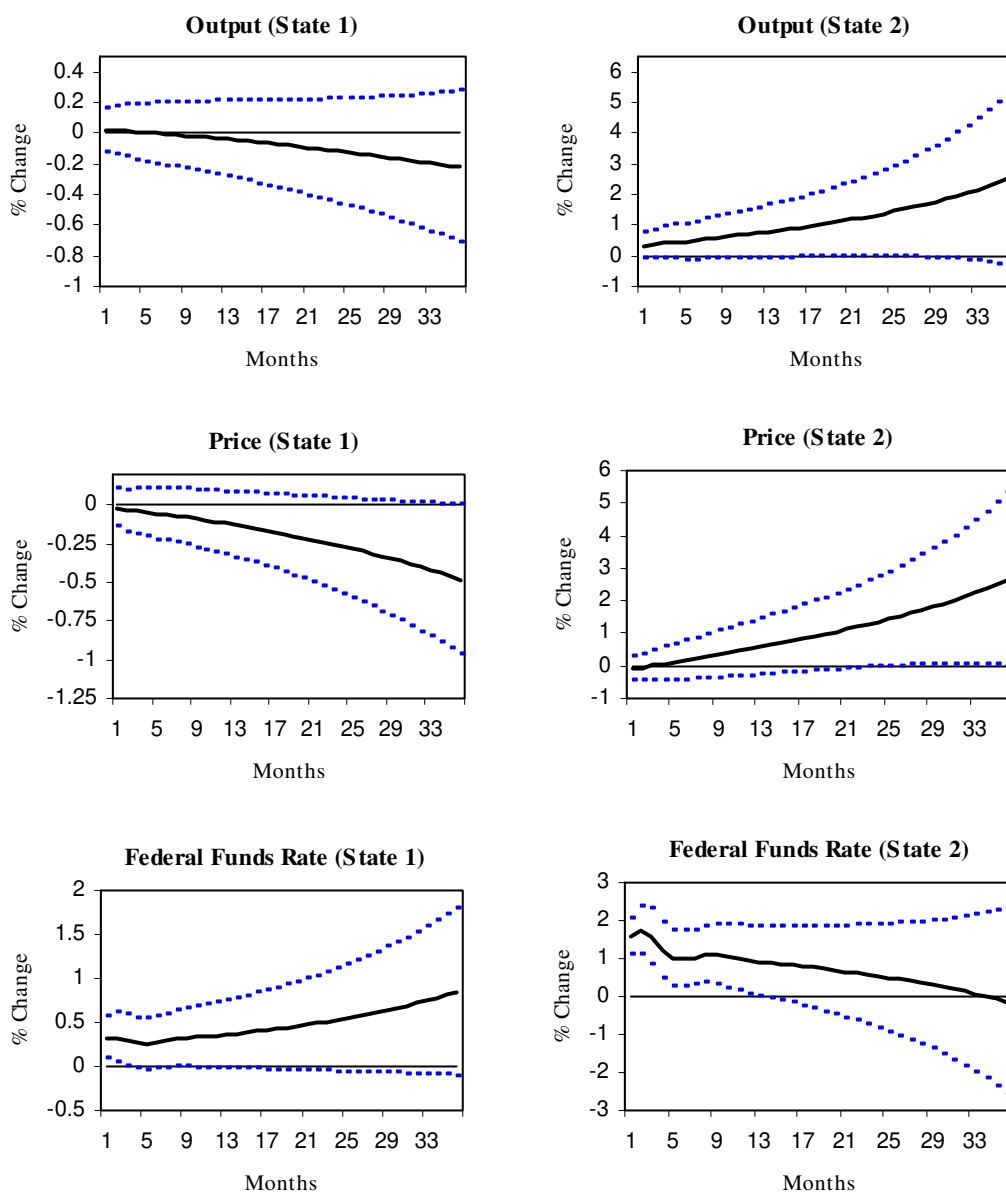 Output (State 1)
0.4
0.2
0
-0.2
-0.4
-0.6
-0.8
-1
% Change
1 5 9 13 17 21 25 29 33
Months
Output (State 2)
6
5
4
3
2
1
0
-1
% Change
1 5 9 13 17 21 25 29 33
Months
Price (State 1)
0
-0.25
-0.5
-0.75
-1
-1.25
% Change
1 5 9 13 17 21 25 29 33
Months
Price (State 2)
6
5
4
3
2
1
0
-1
% Change
1 5 9 13 17 21 25 29 33
Months
Federal Funds Rate (State 1)
2
1.5
1
0.5
0
-0.5
% Change
1 5 9 13 17 21 25 29 33
Months
Federal Funds Rate (State 2)
3
2
1
0
-1
-2
-3
% Change
1 5 9 13 17 21 25 29 33
Months